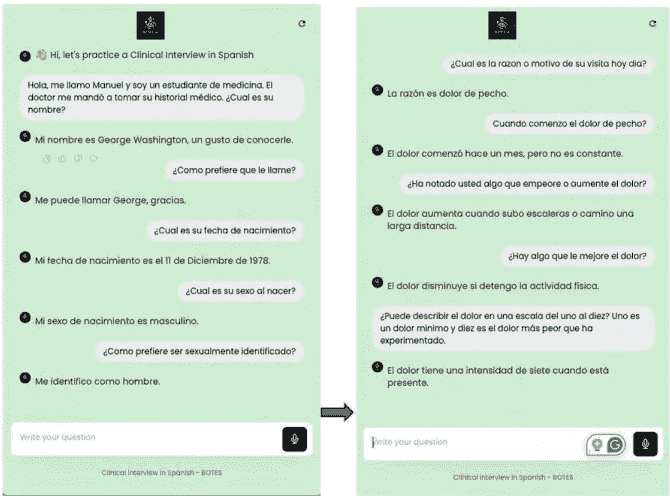 Hi, let's practice a Clinical Interview in Spanish
Hola, me llamo Manuel y soy un estudiante de medicina. El
doctor me mandó a tomar su historial médico. ¿Cual es su
nombre?
Mi nombre es George Washington, un gusto de conocerle.
¿Como prefiere que le llame?
Me puede llamar George, gracias.
¿Cual es su fecha de nacimiento?
Mi fecha de nacimiento es el 11 de Diciembre de 1978.
¿Cual es su sexo al nacer?
Mi sexo de nacimiento es masculino.
¿Como prefiere ser sexualmente identificado?
Me identifico como hombre.
Write your question
Clinical Interview in Spanish - BOTES
¿Cual es la razon o motivo de su visita hoy dia?
La razón es dolor de pecho.
Cuando comenzo el dolor de pecho?
El dolor comenzó hace un mes, pero no es constante.
¿Ha notado usted algo que empeore o aumente el dolor?
El dolor aumenta cuando subo escaleras o camino una
larga distancia.
¿Hay algo que le mejore el dolor?
El dolor disminuye si detengo la actividad física.
¿Puede describir el dolor en una escala del uno al diez? Uno es
un dolor minimo y diez es el dolor más peor que ha
experimentado.
El dolor tiene una intensidad de siete cuando está
presente.
Write your question
Clinical Interview in Spanish - BOTES